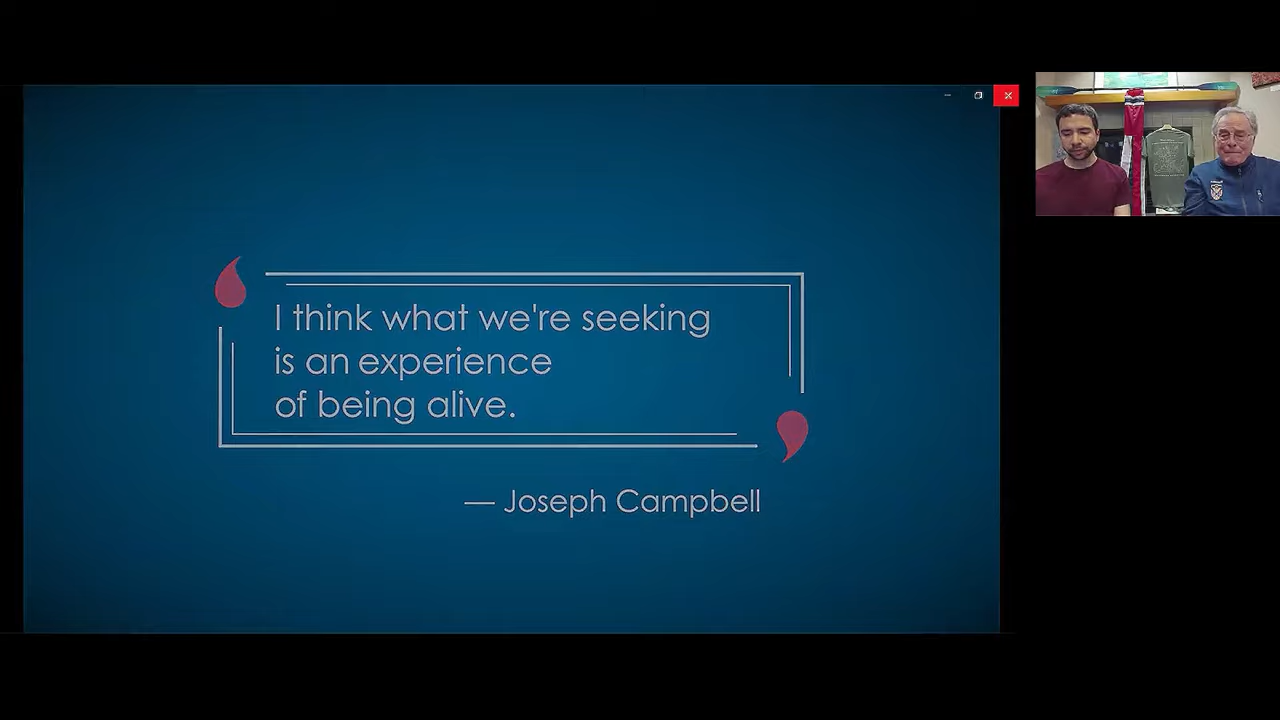 I think what we're seeking
is an experience
of being alive.
— Joseph Campbell